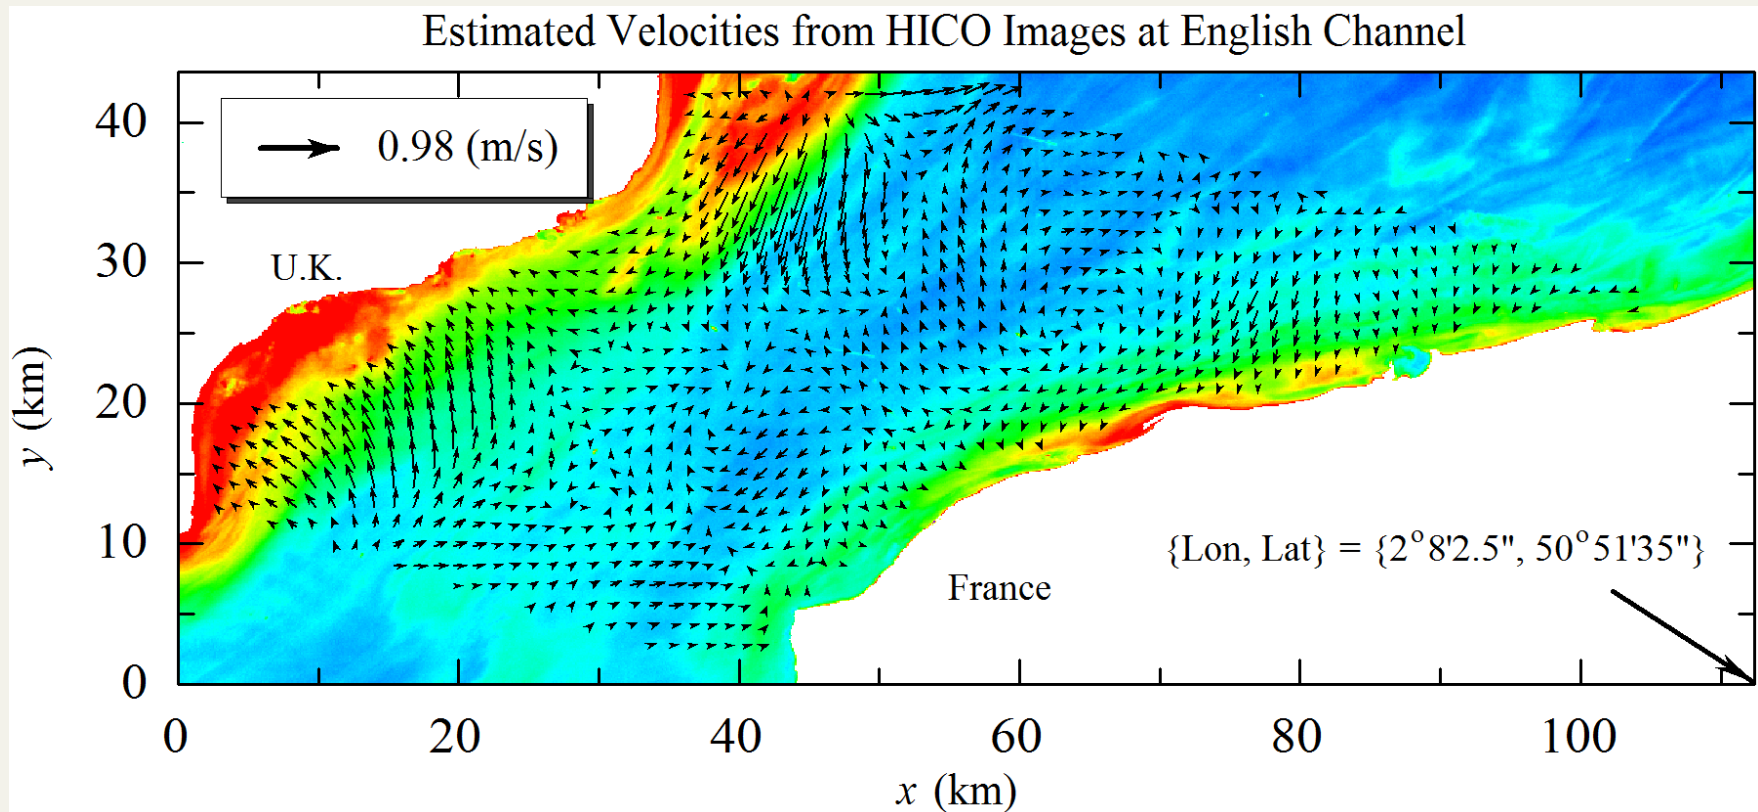 Estimated Velocities from HICO Images at English Channel
0.98 (m/s)
U.K.
France
{Lon, Lat} = {2°8'2.5", 50°51'35"}
40
30
20
10
0
y (km)
0 20 40 60 80 100
x (km)